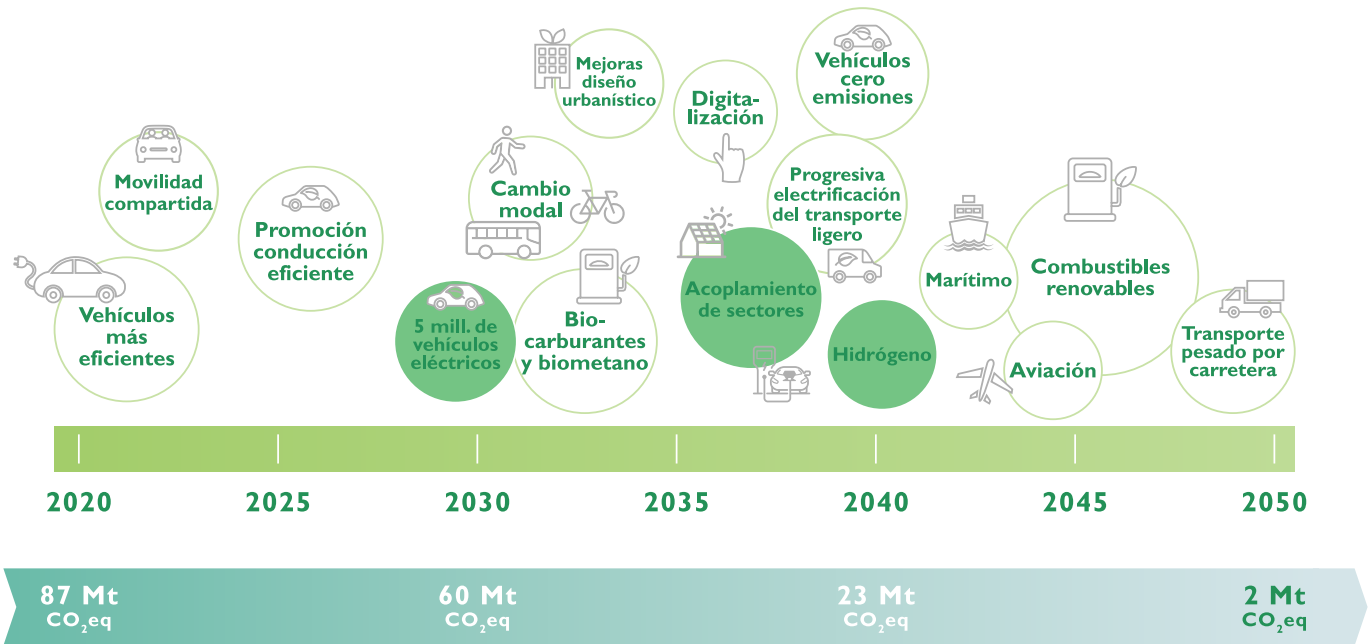 Movilidad
compartida
Vehículos
más
eficientes
Promoción
conducción
eficiente
Mejoras
diseño
urbanístico
Cambio
modal
5 mill. de
vehículos
eléctricos
Bio-
carburantes
y biometano
Digita-
lización
Vehículos
cero
emisiones
Progresiva
electrificación
del transporte
ligero
Acoplamiento
de sectores
Hidrógeno
Marítimo
Combustibles
renovables
Aviación
Transporte
pesado por
carretera
2020 2025 2030 2035 2040 2045 2050
87 Mt 60 Mt 23 Mt 2 Mt
CO₂eq CO₂eq CO₂eq CO₂eq